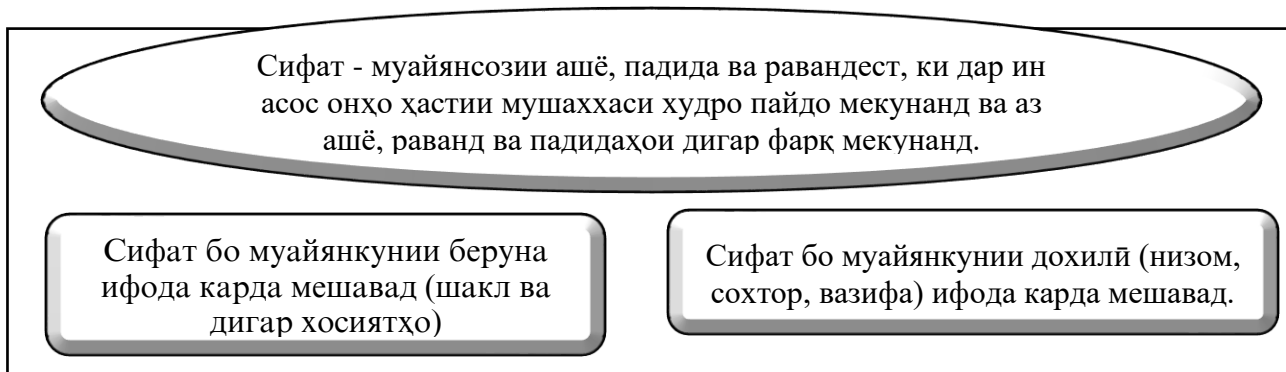 Сифат - муайянсозии ашё, падида ва равандест, ки дар ин
асос онҳо ҳастии мушаххаси худро пайдо мекунанд ва аз
ашё, раванд ва падидаҳои дигар фарқ мекунанд.
Сифат бо муайянкунии беруна
ифода карда мешавад (шакл ва
дигар хосиятҳо)
Сифат бо муайянкунии дохилӣ (низом,
сохтор, вазифа) ифода карда мешавад.